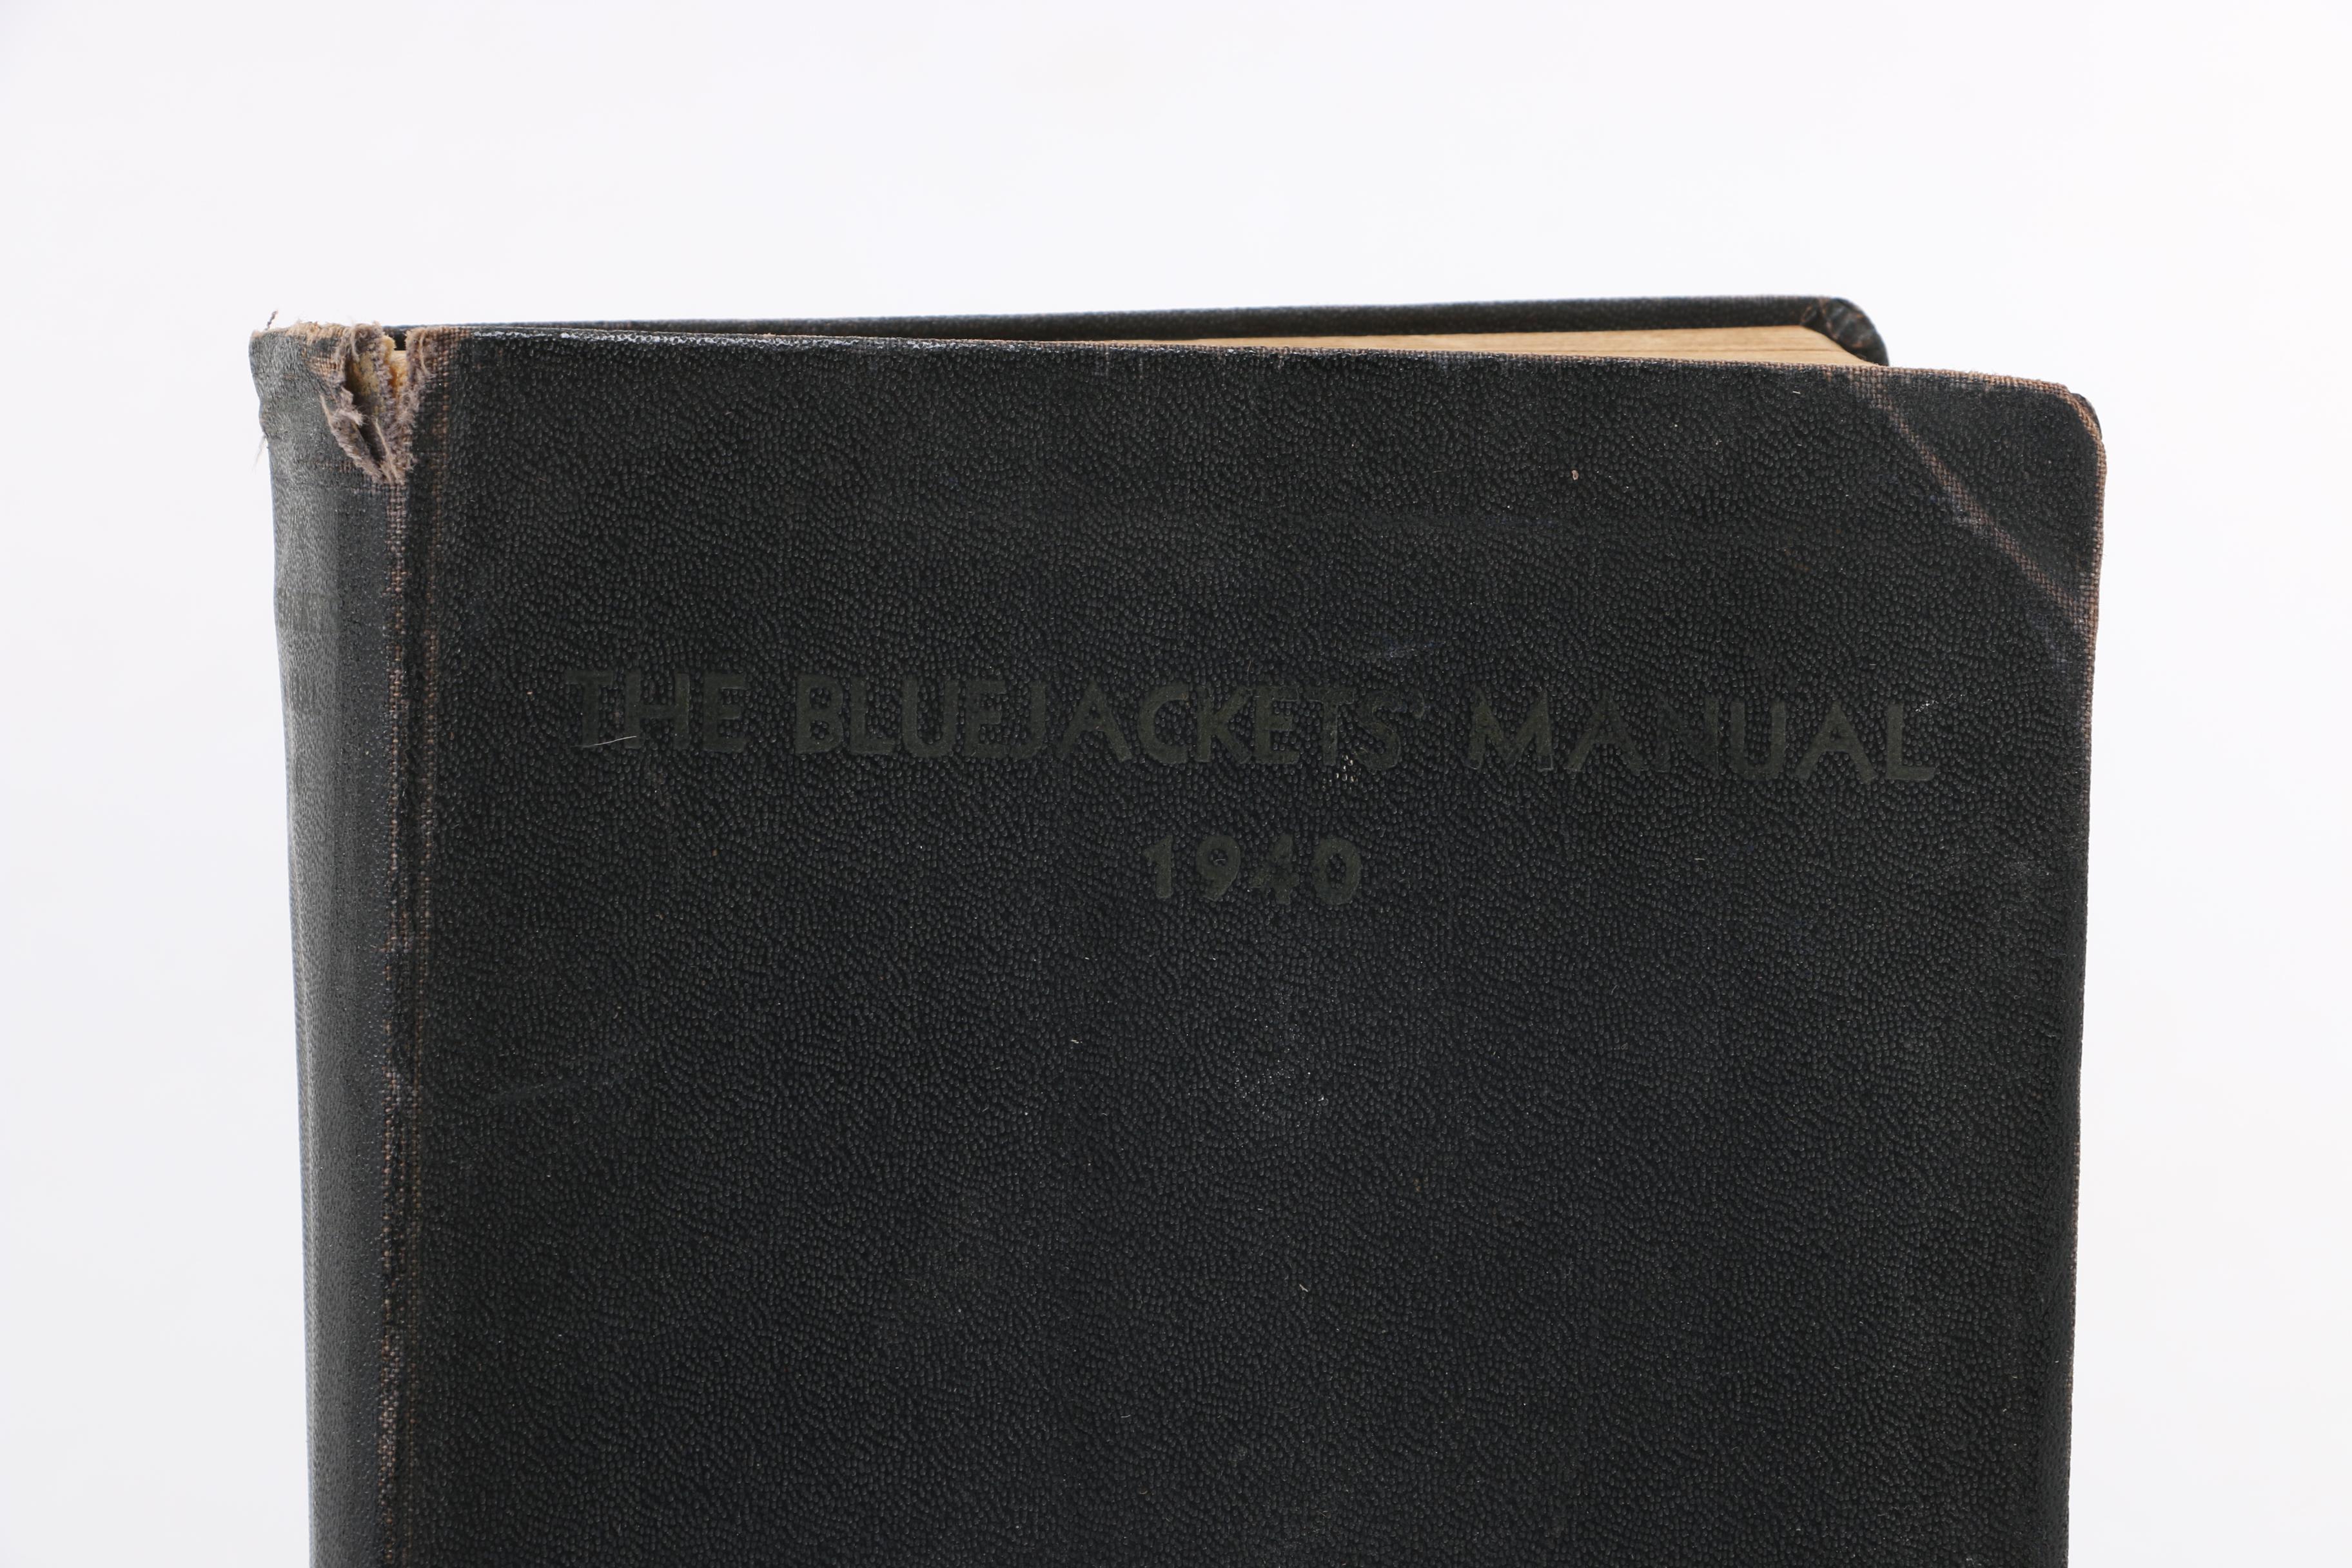 THE BLUEJACKETS' MANUAL
1940